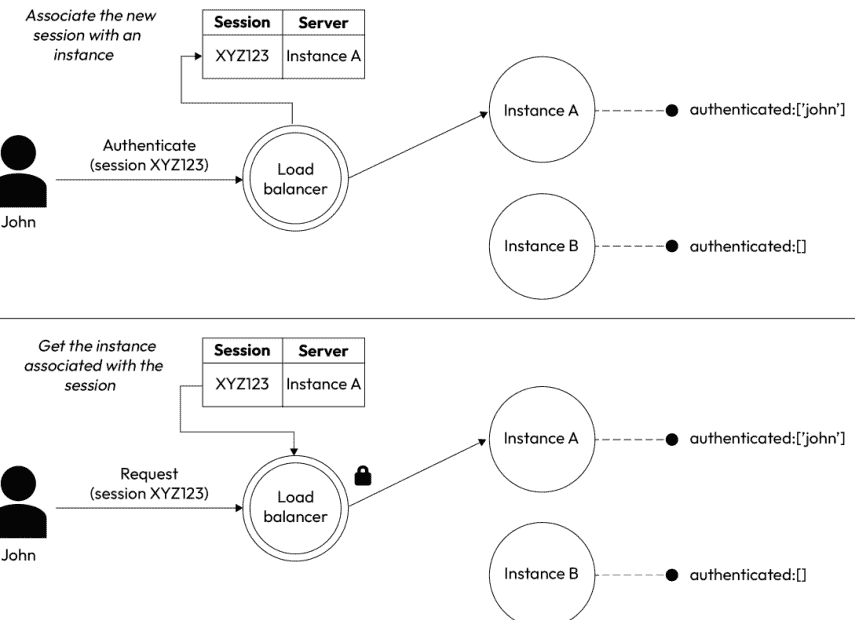 Associate the new
session with an
instance
Session Server
XYZ123 Instance A
Authenticate
(session XYZ123)
John
Load
balancer
Instance A
authenticated:['john']
Instance B
authenticated:[]
Get the instance
associated with the
session
Session Server
XYZ123 Instance A
Request
(session XYZ123)
John
Load
balancer
Instance A
authenticated:['john']
Instance B
authenticated:[]